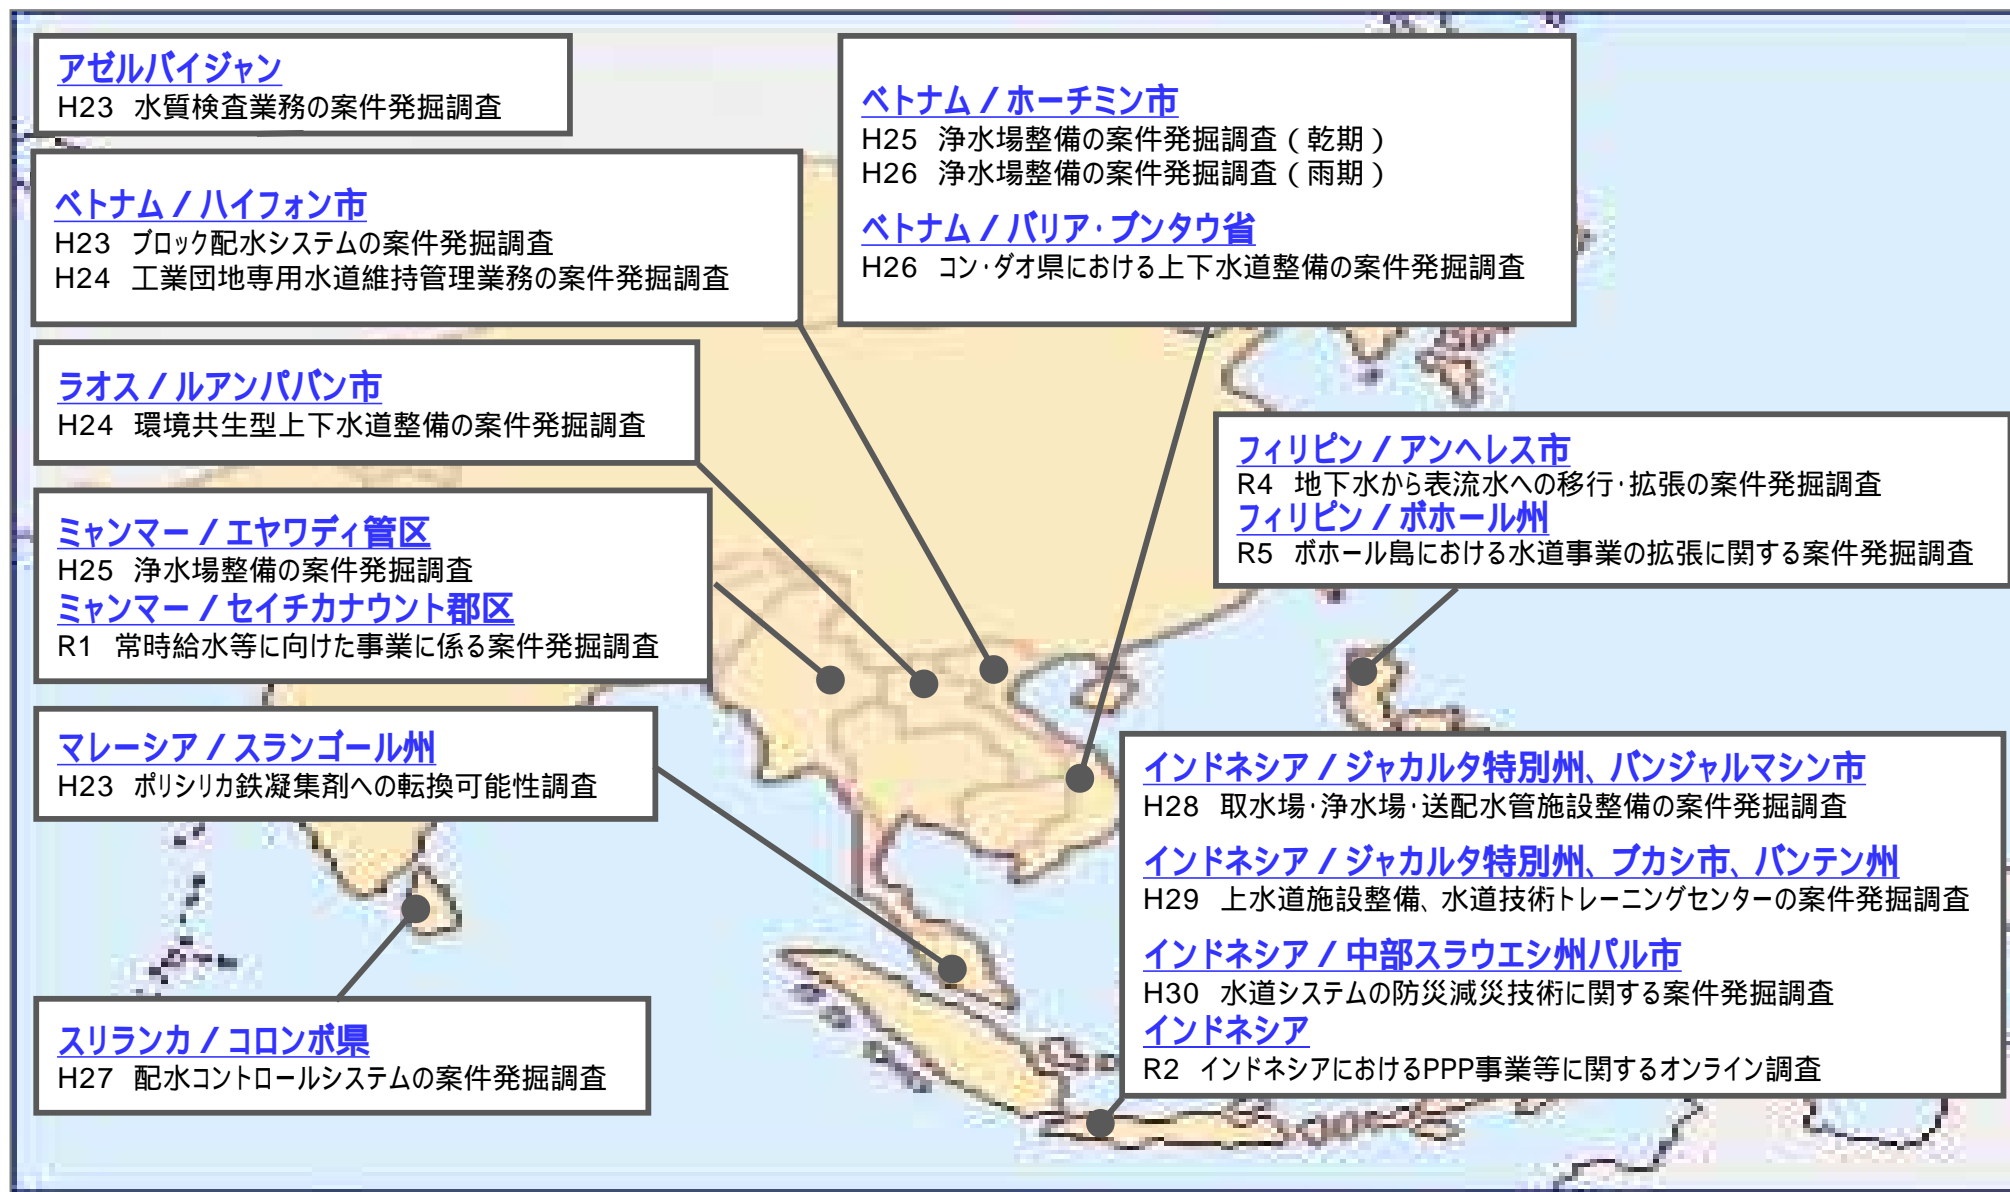 アゼルバイジャン
H23 水質検査業務の案件発掘調査
ベトナム / ハイフォン市
H23 ブロック配水システムの案件発掘調査
H24 工業団地専用水道維持管理業務の案件発掘調査
ラオス / ルアンパバン市
H24 環境共生型上下水道整備の案件発掘調査
ミャンマー / エヤワディ管区
H25 浄水場整備の案件発掘調査
ミャンマー / セイチカナウント郡区
R1 常時給水等に向けた事業に係る案件発掘調査
マレーシア / スランゴール州
H23 ポリシリカ鉄凝集剤への転換可能性調査
スリランカ / コロンボ県
H27 配水コントロールシステムの案件発掘調査
ベトナム / ホーチミン市
H25 浄水場整備の案件発掘調査（乾期）
H26 浄水場整備の案件発掘調査（雨期）
ベトナム / バリア・ブンタウ省
H26 コン・ダオ県における上下水道整備の案件発掘調査
フィリピン / アンヘレス市
R4 地下水から表流水への移行・拡張の案件発掘調査
フィリピン / ボホール州
R5 ボホール島における水道事業の拡張に関する案件発掘調査
インドネシア / ジャカルタ特別州、バンジャルマシン市
H28 取水場・浄水場・送配水管施設整備の案件発掘調査
インドネシア / ジャカルタ特別州、ブカシ市、バンテン州
H29 上水道施設整備、水道技術トレーニングセンターの案件発掘調査
インドネシア / 中部スラウエシ州パル市
H30 水道システムの防災減災技術に関する案件発掘調査
インドネシア
R2 インドネシアにおけるPPP事業等に関するオンライン調査